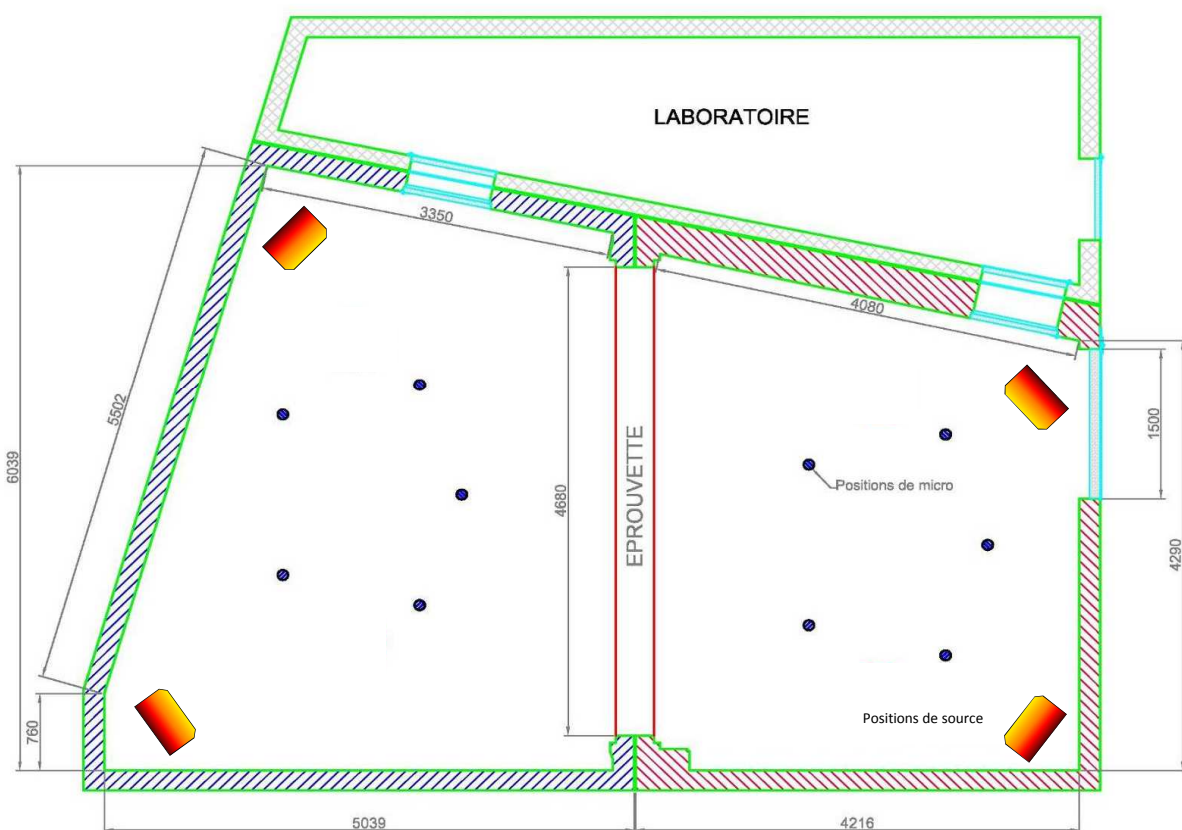 LABORATOIRE
3350
4080
5502
6039
1500
4680
EPROUVETTE
Positions de micro
4290
760
Positions de source
5039
4216